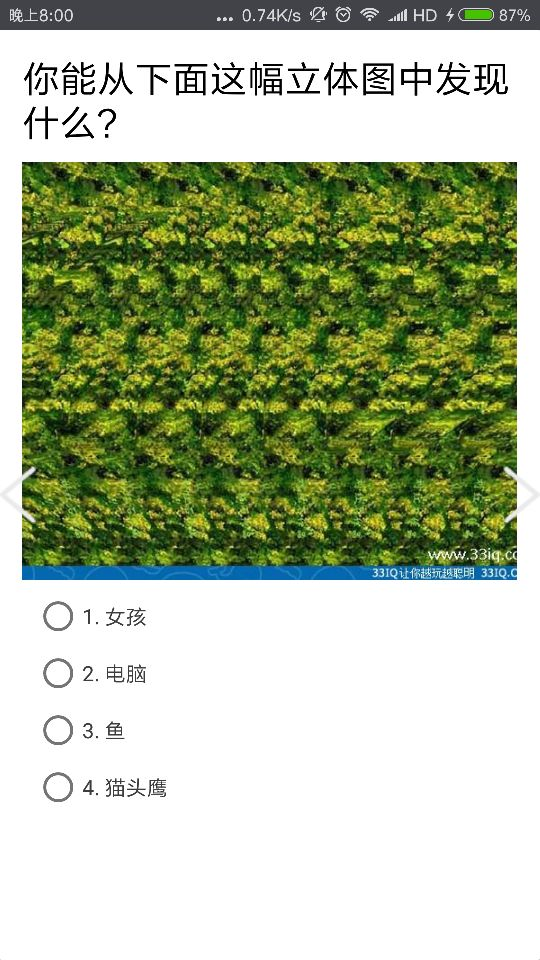 晚上8:00 ... 0.74K/s HD 87%
你能从下面这幅立体图中发现
什么?
www.33iq.co
33IQ让你越玩越聪明 33IQ.C
1. 女孩
2. 电脑
3. 鱼
4. 猫头鹰